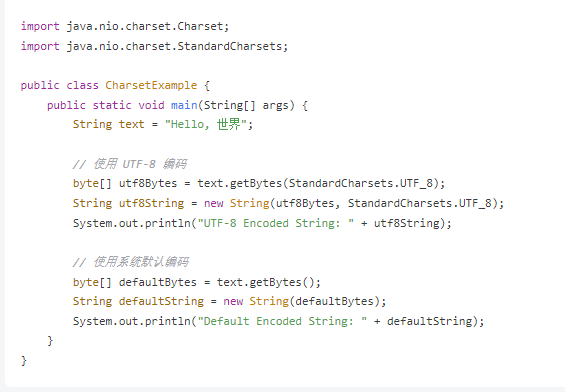 import java.nio.charset.Charset;
import java.nio.charset.StandardCharsets;
public class CharsetExample {
public static void main(String[] args) {
String text = "Hello, 世界";
// 使用 UTF-8 编码
byte[] utf8Bytes = text.getBytes(StandardCharsets.UTF_8);
String utf8String = new String(utf8Bytes, StandardCharsets.UTF_8);
System.out.println("UTF-8 Encoded String: " + utf8String);
// 使用系统默认编码
byte[] defaultBytes = text.getBytes();
String defaultString = new String(defaultBytes);
System.out.println("Default Encoded String: " + defaultString);
}
}